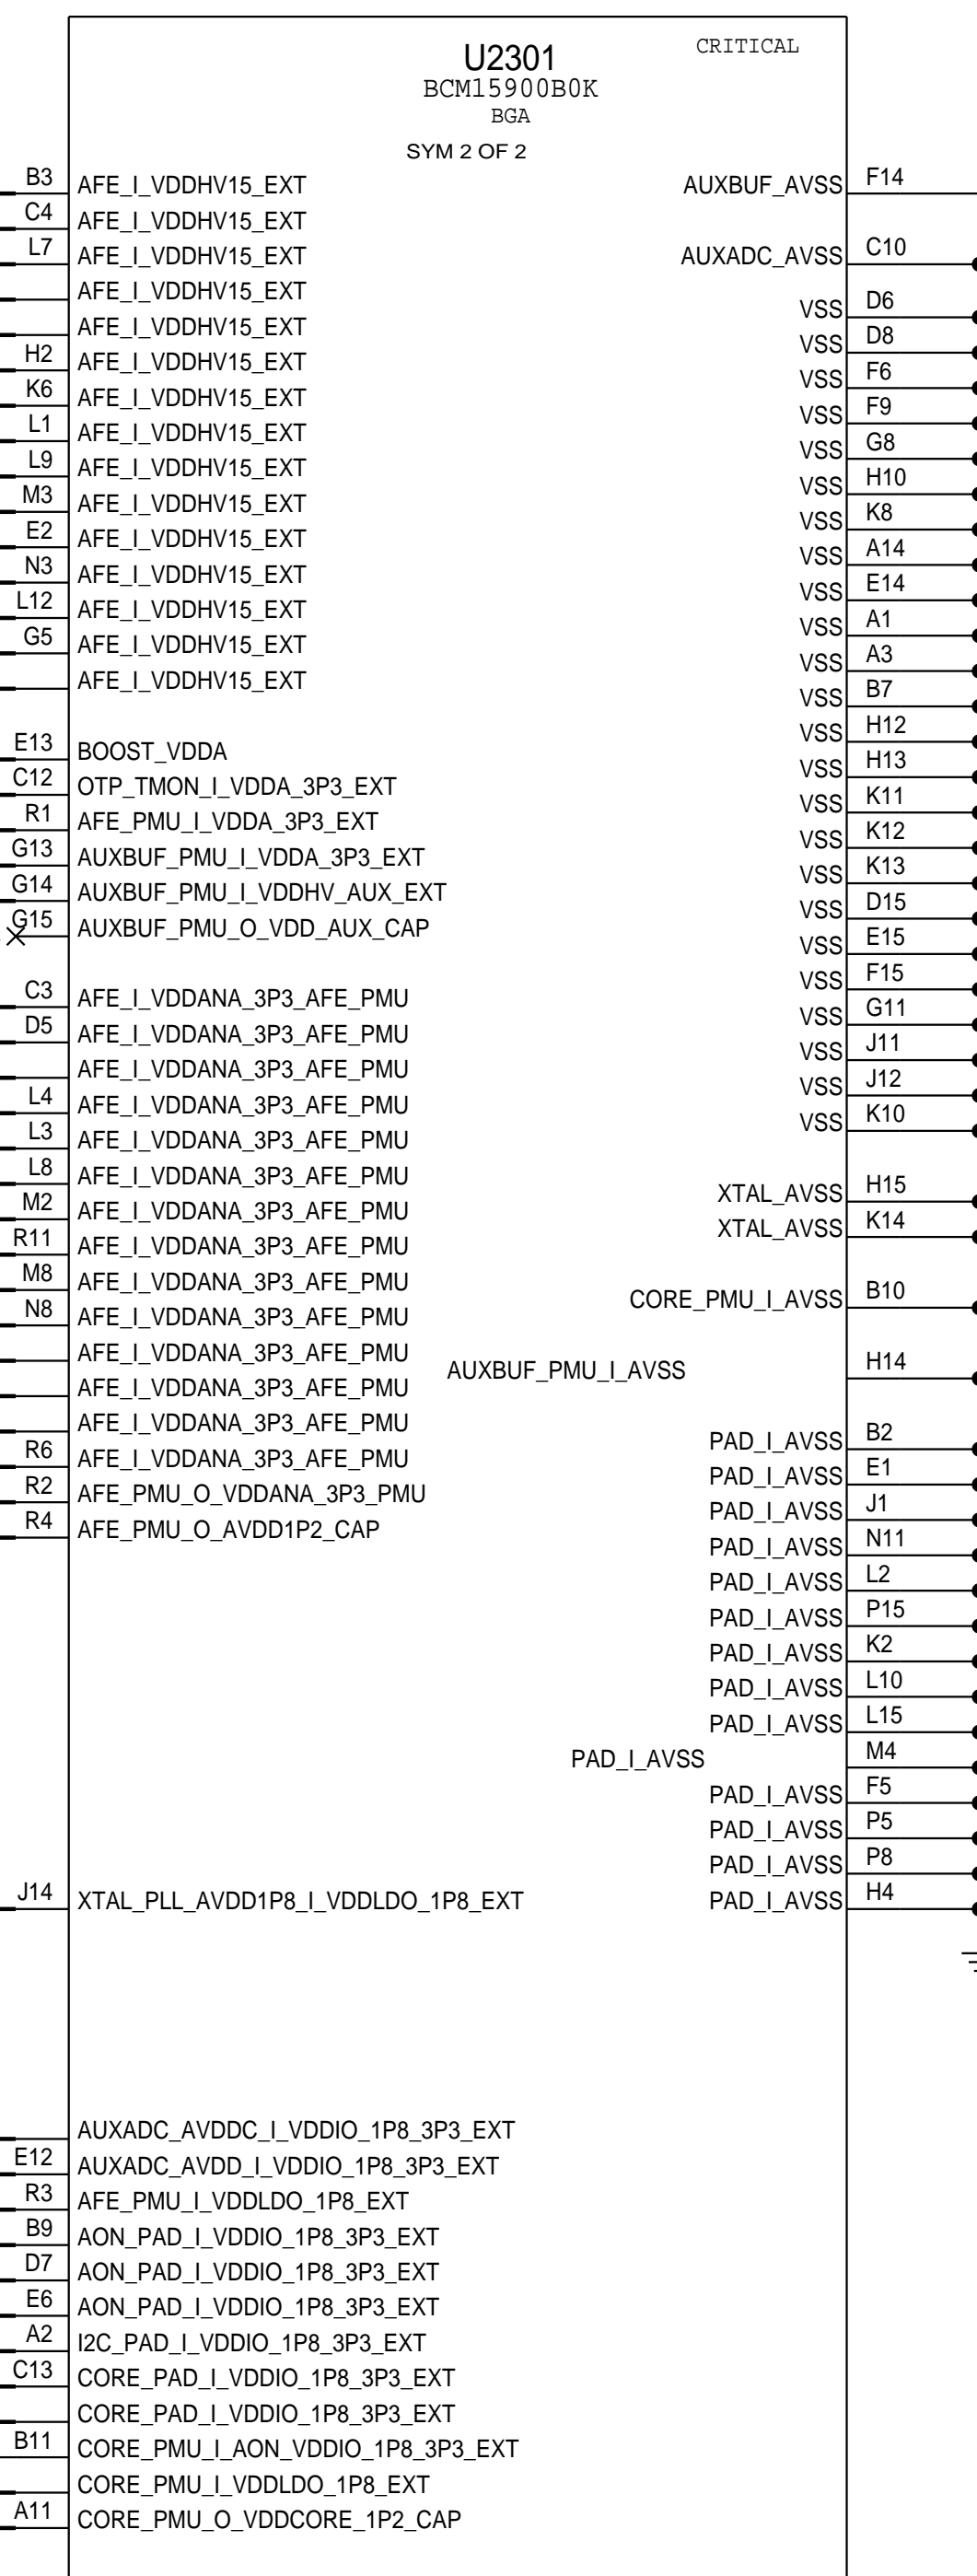 U2301 CRITICAL
BCM15900B0K
BGA
SYM 2 OF 2
B3 AFE_I_VDDHV15_EXT AUXBUF_AVSS F14
C4 AFE_I_VDDHV15_EXT
L7 AFE_I_VDDHV15_EXT AUXADC_AVSS C10
AFE_I_VDDHV15_EXT VSS D6
AFE_I_VDDHV15_EXT VSS D8
H2 AFE_I_VDDHV15_EXT VSS F6
K6 AFE_I_VDDHV15_EXT VSS F9
L1 AFE_I_VDDHV15_EXT VSS G8
L9 AFE_I_VDDHV15_EXT VSS H10
M3 AFE_I_VDDHV15_EXT VSS K8
E2 AFE_I_VDDHV15_EXT VSS A14
N3 AFE_I_VDDHV15_EXT VSS E14
L12 AFE_I_VDDHV15_EXT VSS A1
G5 AFE_I_VDDHV15_EXT VSS A3
AFE_I_VDDHV15_EXT VSS B7
VSS H12
E13 BOOST_VDDA VSS H13
C12 OTP_TMON_I_VDDA_3P3_EXT VSS K11
R1 AFE_PMU_I_VDDA_3P3_EXT VSS K12
G13 AUXBUF_PMU_I_VDDA_3P3_EXT VSS K13
G14 AUXBUF_PMU_I_VDDHV_AUX_EXT VSS D15
G15 AUXBUF_PMU_O_VDD_AUX_CAP VSS E15
VSS F15
C3 AFE_I_VDDANA_3P3_AFE_PMU VSS G11
D5 AFE_I_VDDANA_3P3_AFE_PMU VSS J11
AFE_I_VDDANA_3P3_AFE_PMU VSS J12
L4 AFE_I_VDDANA_3P3_AFE_PMU VSS K10
L3 AFE_I_VDDANA_3P3_AFE_PMU
L8 AFE_I_VDDANA_3P3_AFE_PMU XTAL_AVSS H15
M2 AFE_I_VDDANA_3P3_AFE_PMU XTAL_AVSS K14
R11 AFE_I_VDDANA_3P3_AFE_PMU
M8 AFE_I_VDDANA_3P3_AFE_PMU CORE_PMU_I_AVSS B10
N8 AFE_I_VDDANA_3P3_AFE_PMU
AFE_I_VDDANA_3P3_AFE_PMU AUXBUF_PMU_I_AVSS H14
AFE_I_VDDANA_3P3_AFE_PMU
AFE_I_VDDANA_3P3_AFE_PMU PAD_I_AVSS B2
R6 AFE_I_VDDANA_3P3_AFE_PMU PAD_I_AVSS E1
R2 AFE_PMU_O_VDDANA_3P3_PMU PAD_I_AVSS J1
R4 AFE_PMU_O_AVDD1P2_CAP PAD_I_AVSS N11
PAD_I_AVSS L2
PAD_I_AVSS P15
PAD_I_AVSS K2
PAD_I_AVSS L10
PAD_I_AVSS L15
PAD_I_AVSS M4
PAD_I_AVSS F5
PAD_I_AVSS P5
PAD_I_AVSS P8
J14 XTAL_PLL_AVDD1P8_I_VDDLDO_1P8_EXT PAD_I_AVSS H4
AUXADC_AVDDC_I_VDDIO_1P8_3P3_EXT
E12 AUXADC_AVDD_I_VDDIO_1P8_3P3_EXT
R3 AFE_PMU_I_VDDLDO_1P8_EXT
B9 AON_PAD_I_VDDIO_1P8_3P3_EXT
D7 AON_PAD_I_VDDIO_1P8_3P3_EXT
E6 AON_PAD_I_VDDIO_1P8_3P3_EXT
A2 I2C_PAD_I_VDDIO_1P8_3P3_EXT
C13 CORE_PAD_I_VDDIO_1P8_3P3_EXT
CORE_PAD_I_VDDIO_1P8_3P3_EXT
B11 CORE_PMU_I_AON_VDDIO_1P8_3P3_EXT
CORE_PMU_I_VDDLDO_1P8_EXT
A11 CORE_PMU_O_VDDCORE_1P2_CAP